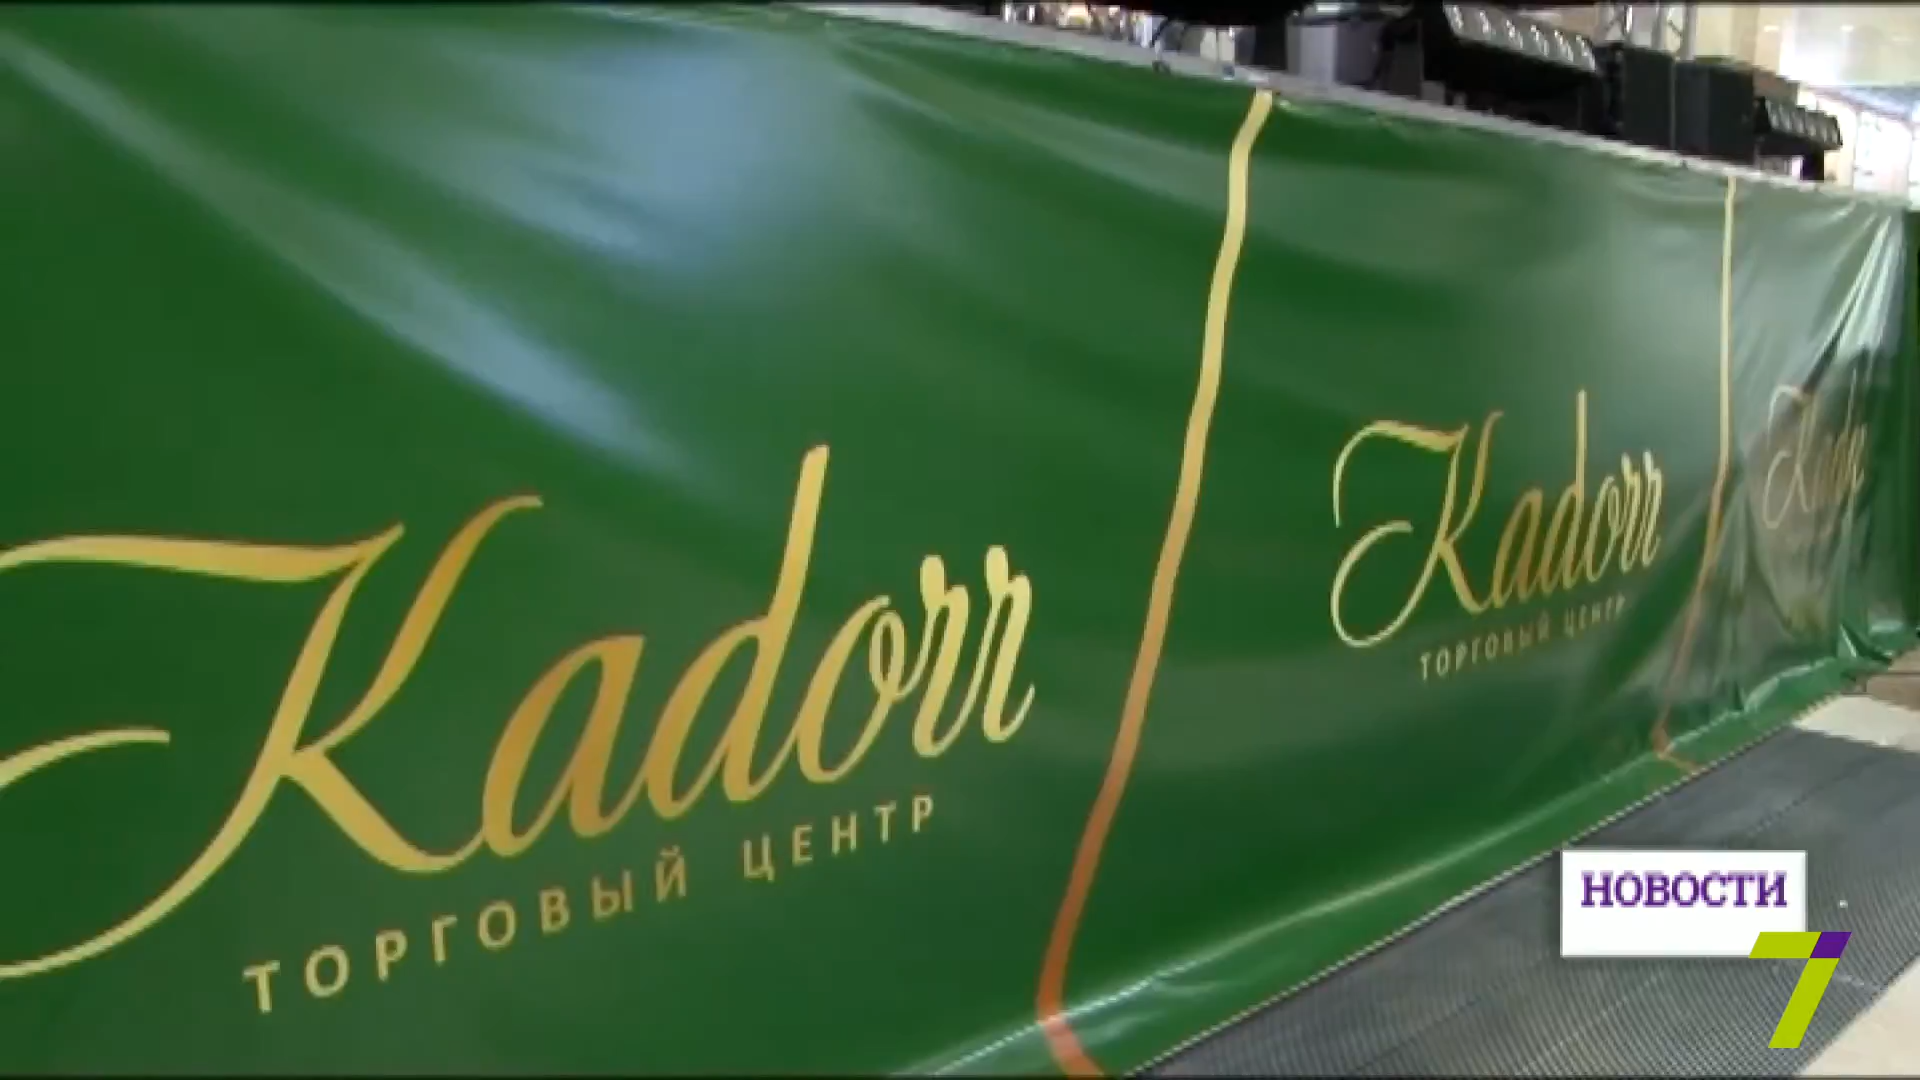 Kadorr
ТОРГОВЫЙ ЦЕНТР
Kadorr
ТОРГОВЫЙ ЦЕНТР
НОВОСТИ
7